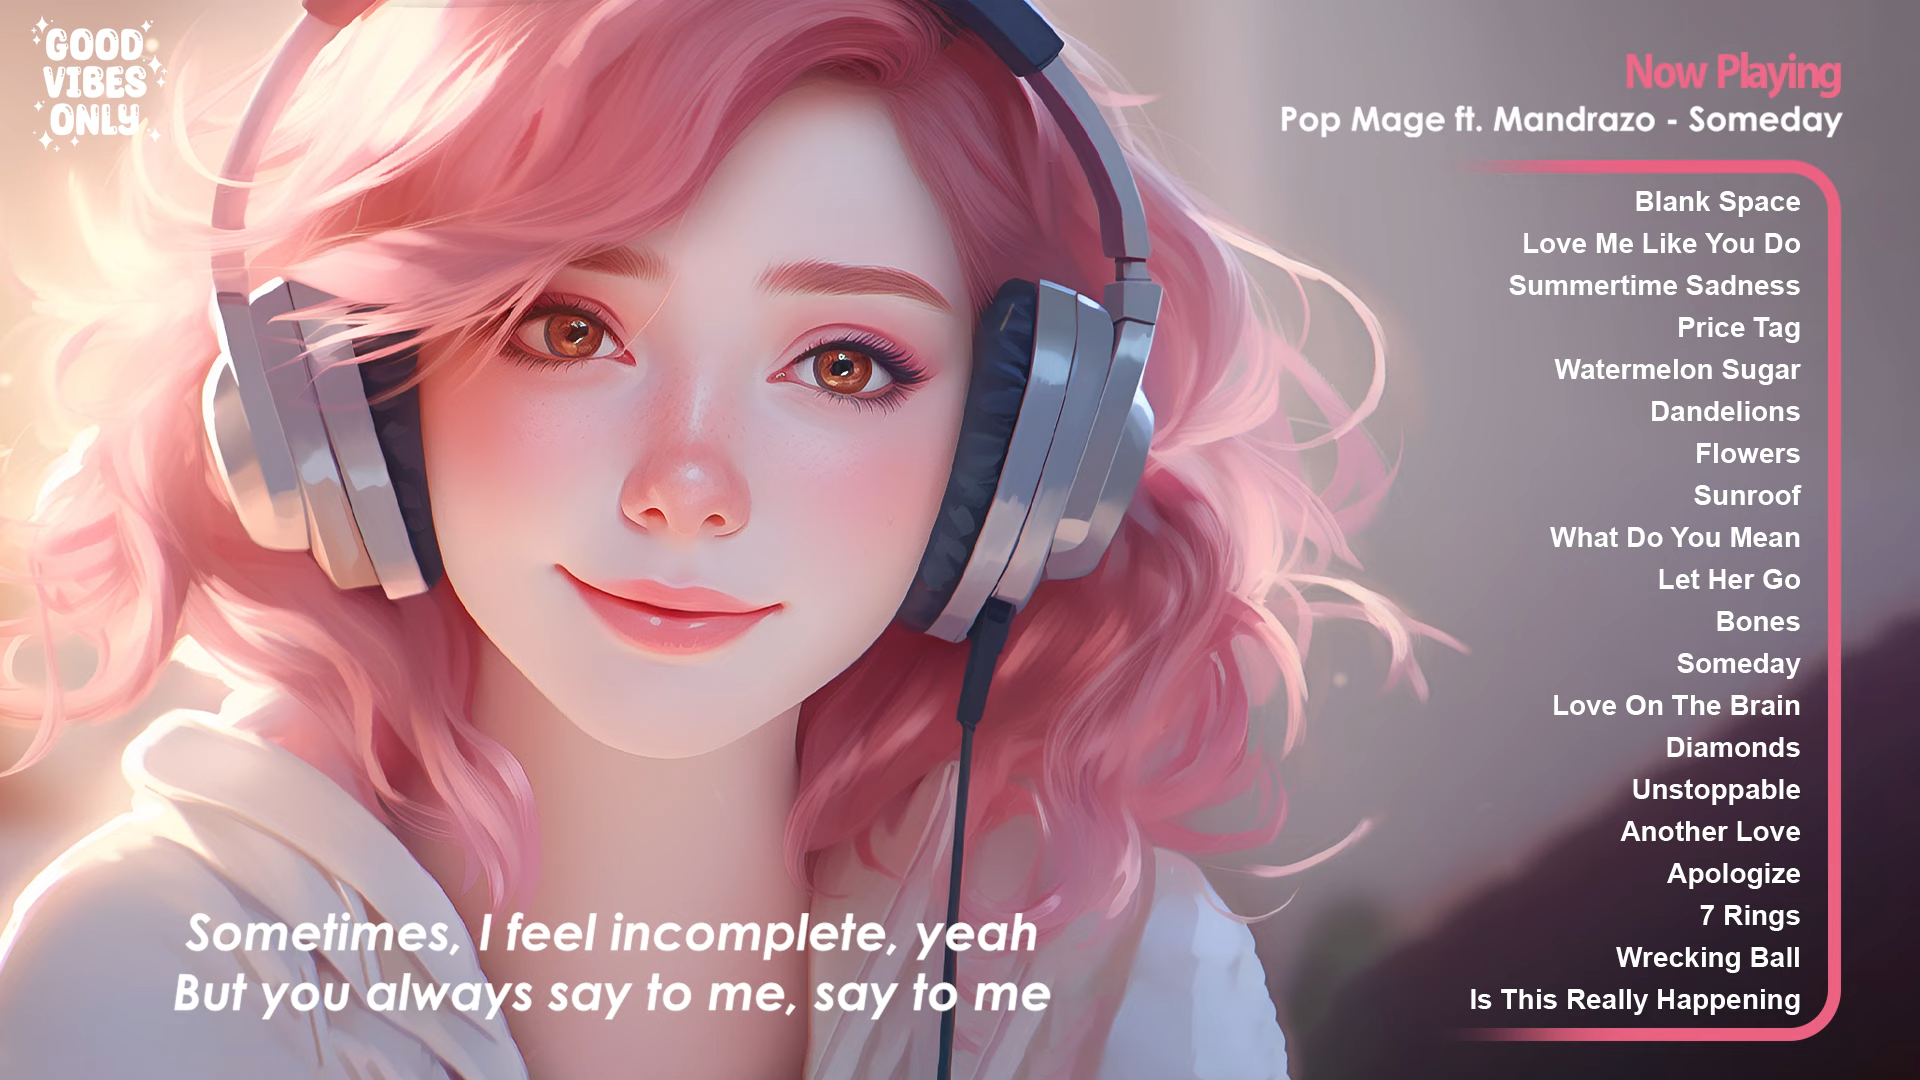 GOOD
VIBES
ONLY
Now Playing
Pop Mage ft. Mandrazo - Someday
Blank Space
Love Me Like You Do
Summertime Sadness
Price Tag
Watermelon Sugar
Dandelions
Flowers
Sunroof
What Do You Mean
Let Her Go
Bones
Someday
Love On The Brain
Diamonds
Unstoppable
Another Love
Apologize
7 Rings
Wrecking Ball
Is This Really Happening
Sometimes, I feel incomplete, yeah
But you always say to me, say to me